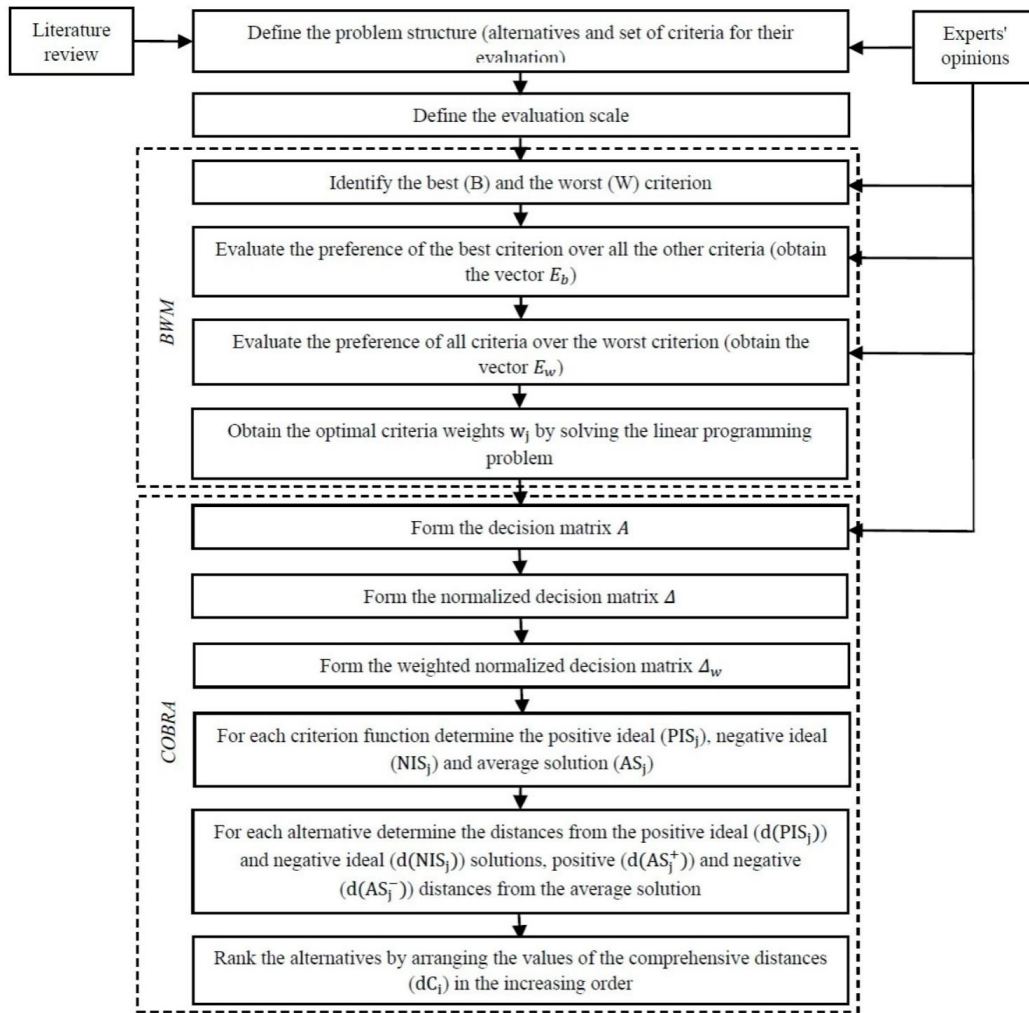 Literature
review
Define the problem structure (alternatives and set of criteria for their
evaluation)
Experts'
opinions
Define the evaluation scale
BWM
Identify the best (B) and the worst (W) criterion
Evaluate the preference of the best criterion over all the other criteria (obtain
the vector E_b)
Evaluate the preference of all criteria over the worst criterion (obtain the
vector E_w)
Obtain the optimal criteria weights w_j by solving the linear programming
problem
COBRA
Form the decision matrix A
Form the normalized decision matrix Δ
Form the weighted normalized decision matrix Δ_w
For each criterion function determine the positive ideal (PIS_j), negative ideal
(NIS_j) and average solution (AS_j)
For each alternative determine the distances from the positive ideal (d(PIS_j))
and negative ideal (d(NIS_j)) solutions, positive (d(AS_j^+)) and negative
(d(AS_j^-)) distances from the average solution
Rank the alternatives by arranging the values of the comprehensive distances
(dC_i) in the increasing order